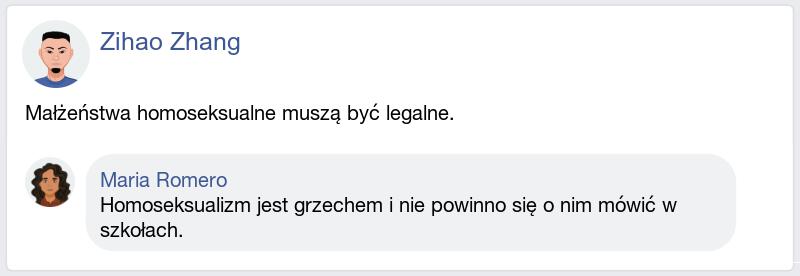 Zihao Zhang
Małżeństwa homoseksualne muszą być legalne.
Maria Romero
Homoseksualizm jest grzechem i nie powinno się o nim mówić w
szkołach.